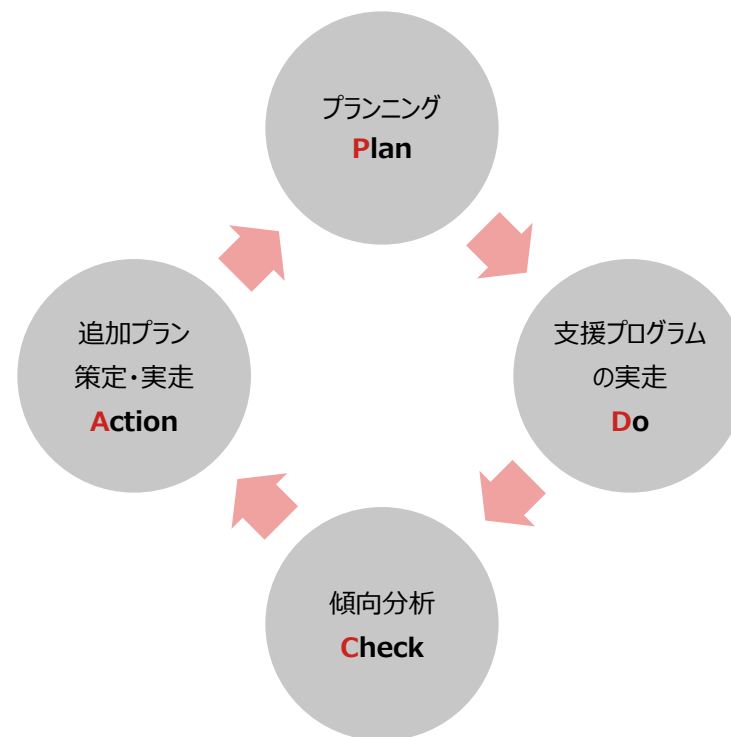 プランニング
Plan
支援プログラム
の実走
Do
傾向分析
Check
追加プラン
策定・実走
Action